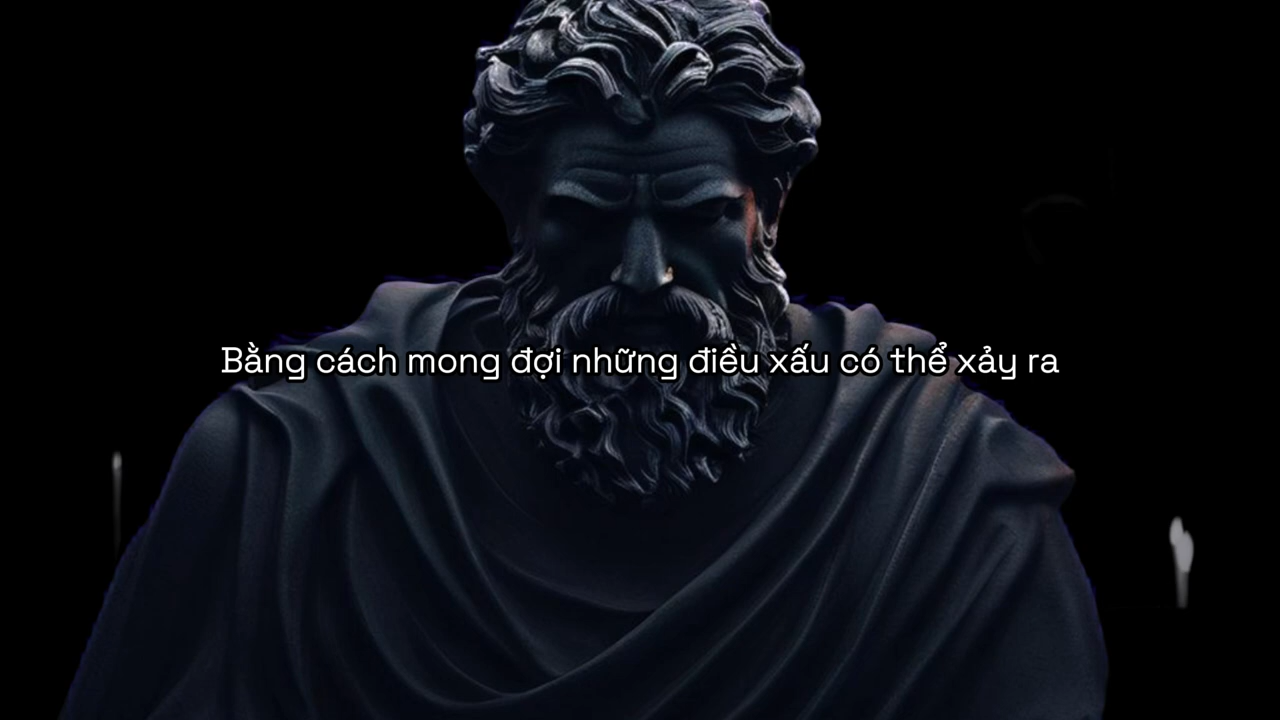 Bằng cách mong đợi những điều xấu có thể xảy ra